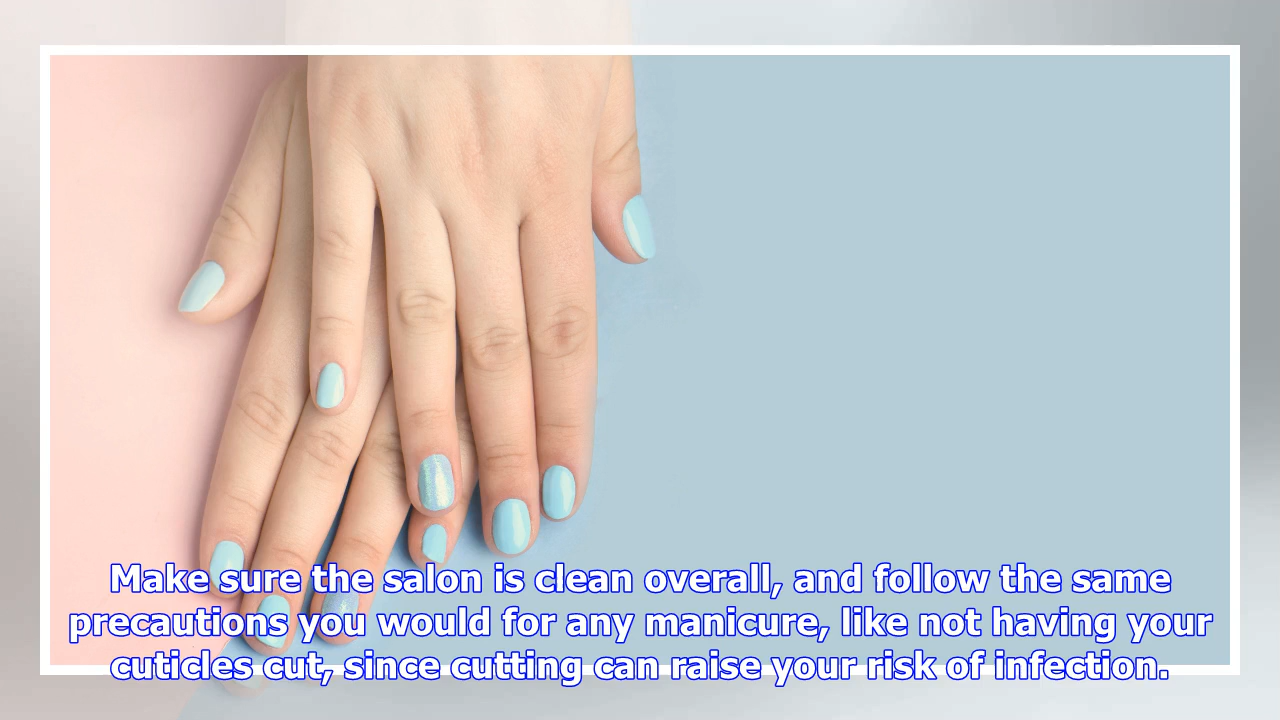 Make sure the salon is clean overall, and follow the same
precautions you would for any manicure, like not having your
cuticles cut, since cutting can raise your risk of infection.